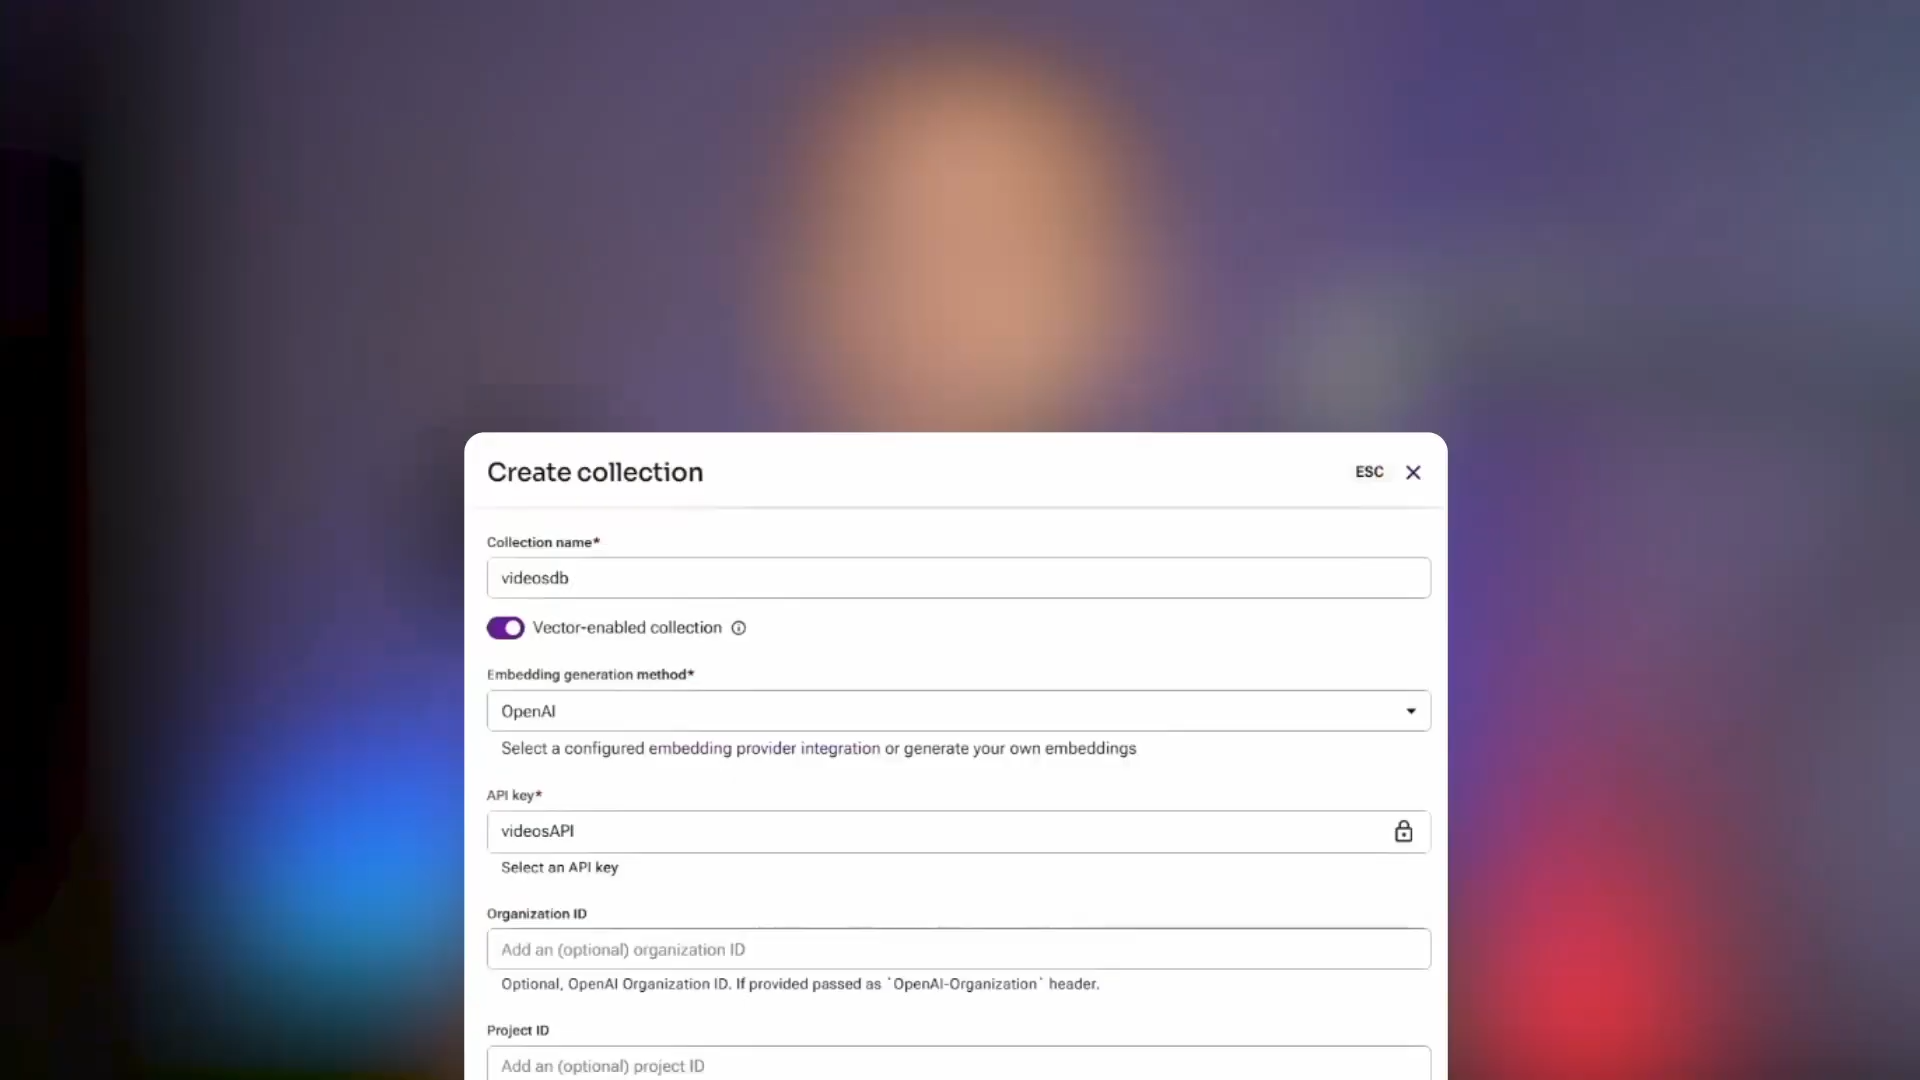 Create collection
ESC
Collection name*
videosdb
Vector-enabled collection
Embedding generation method*
OpenAI
Select a configured embedding provider integration or generate your own embeddings
API key*
videosAPI
Select an API key
Organization ID
Add an (optional) organization ID
Optional, OpenAI Organization ID. If provided passed as `OpenAI-Organization` header.
Project ID
Add an (optional) project ID